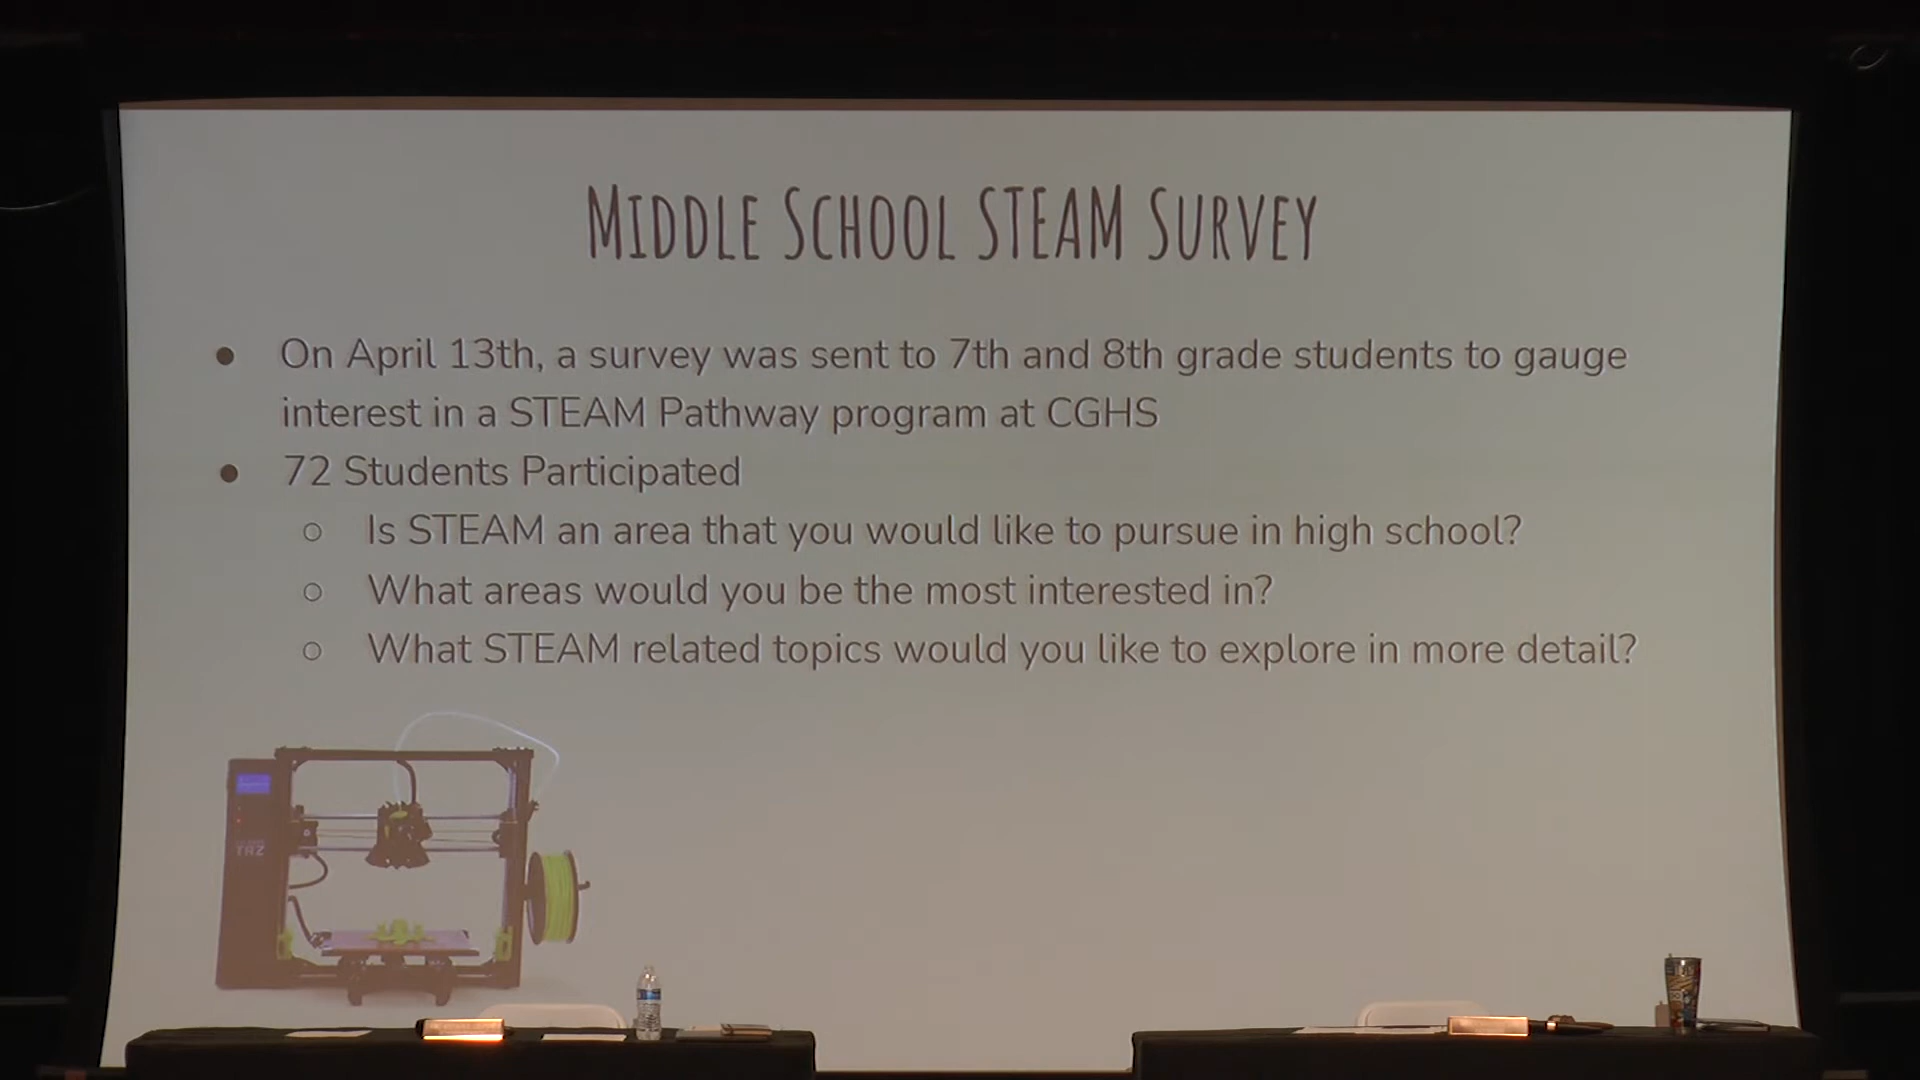 MIDDLE SCHOOL STEAM SURVEY
● On April 13th, a survey was sent to 7th and 8th grade students to gauge
interest in a STEAM Pathway program at CGHS
● 72 Students Participated
○ Is STEAM an area that you would like to pursue in high school?
○ What areas would you be the most interested in?
○ What STEAM related topics would you like to explore in more detail?
TAZ